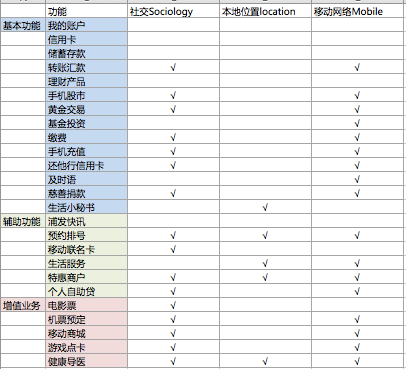 功能 社交Sociology 本地位置location 移动网络Mobile
基本功能 我的账户
信用卡
储蓄存款
转账汇款 √ √
理财产品
手机股市 √ √
黄金交易 √ √
基金投资 √
缴费 √ √
手机充值 √ √
还他行信用卡 √ √
及时语 √
慈善捐款 √ √
生活小秘书 √
辅助功能 浦发快讯
预约排号 √ √ √
移动联名卡 √
生活服务 √ √
特惠商户 √ √ √
个人自助贷 √ √
增值业务 电影票 √
机票预定 √ √
移动商城 √ √
游戏点卡 √ √
健康导医 √ √ √